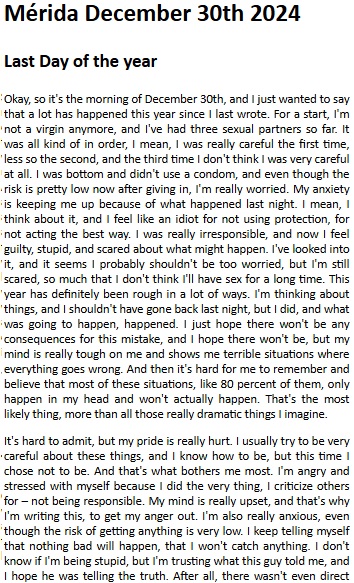 Mérida December 30th 2024
Last Day of the year
Okay, so it's the morning of December 30th, and I just wanted to say
that a lot has happened this year since I last wrote. For a start, I'm
not a virgin anymore, and I've had three sexual partners so far. It
was all kind of in order, I mean, I was really careful the first time,
less so the second, and the third time I don't think I was very careful
at all. I was bottom and didn't use a condom, and even though the
risk is pretty low now after giving in, I'm really worried. My anxiety
is keeping me up because of what happened last night. I mean, I
think about it, and I feel like an idiot for not using protection, for
not acting the best way. I was really irresponsible, and now I feel
guilty, stupid, and scared about what might happen. I've looked into
it, and it seems I probably shouldn't be too worried, but I'm still
scared, so much that I don't think I'll have sex for a long time. This
year has definitely been rough in a lot of ways. I'm thinking about
things, and I shouldn't have gone back last night, but I did, and what
was going to happen, happened. I just hope there won't be any
consequences for this mistake, and I hope there won't be, but my
mind is really tough on me and shows me terrible situations where
everything goes wrong. And then it's hard for me to remember and
believe that most of these situations, like 80 percent of them, only
happen in my head and won't actually happen. That's the most
likely thing, more than all those really dramatic things I imagine.
It's hard to admit, but my pride is really hurt. I usually try to be very
careful about these things, and I know how to be, but this time I
chose not to be. And that's what bothers me most. I'm angry and
stressed with myself because I did the very thing, I criticize others
for – not being responsible. My mind is really upset, and that's why
I'm writing this, to get my anger out. I'm also really anxious, even
though the risk of getting anything is very low. I keep telling myself
that nothing bad will happen, that I won't catch anything. I don't
know if I'm being stupid, but I'm trusting what this guy told me, and
I hope he was telling the truth. After all, there wasn't even direct